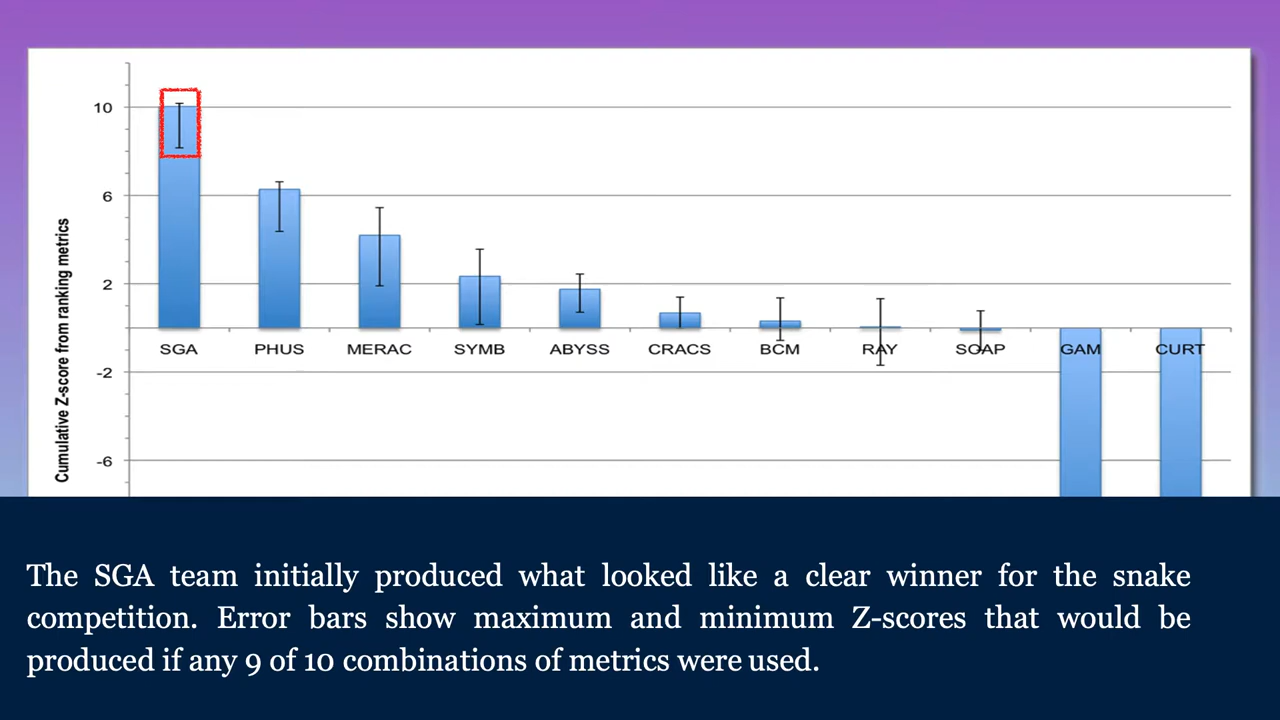 10
6
2
-2
-6
Cumulative Z-score from ranking metrics
SGA PHUS MERAC SYMB ABYSS CRACS BCM RAY SOAP GAM CURT
The SGA team initially produced what looked like a clear winner for the snake
competition. Error bars show maximum and minimum Z-scores that would be
produced if any 9 of 10 combinations of metrics were used.